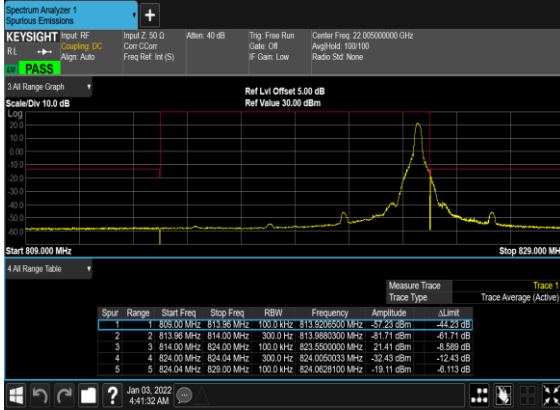 Spectrum Analyzer 1
Spurious Emissions
KEYSIGHT Input: RF Input Z: 50 Ω Atten: 40 dB Trig: Free Run Center Freq: 22.005000000 GHz
RL Coupling: DC Corr CCorr Gate: Off Avg|Hold: 100/100
Align: Auto Freq Ref: Int (S) IF Gain: Low Radio Std: None
PASS
3 All Range Graph
Ref Lvl Offset 5.00 dB
Scale/Div 10.0 dB Ref Value 30.00 dBm
Log
20.0
10.0
0.00
-10.0
-20.0
-30.0
-40.0
-50.0
-60.0
Start 809.000 MHz Stop 829.000 MH
4 All Range Table
Measure Trace Trace 1
Trace Type Trace Average (Active)
Spur Range Start Freq Stop Freq RBW Frequency Amplitude ΔLimit
1 1 809.00 MHz 813.96 MHz 100.0 kHz 813.9206500 MHz -57.23 dBm -44.23 dB
2 2 813.96 MHz 814.00 MHz 300.0 Hz 813.9880300 MHz -81.71 dBm -61.71 dB
3 3 814.00 MHz 824.00 MHz 100.0 kHz 823.5500000 MHz 21.41 dBm -8.589 dB
4 4 824.00 MHz 824.04 MHz 300.0 Hz 824.0050033 MHz -32.43 dBm -12.43 dB
5 5 824.04 MHz 829.00 MHz 100.0 kHz 824.0628100 MHz -19.11 dBm -6.113 dB
Jan 03, 2022
4:41:32 AM